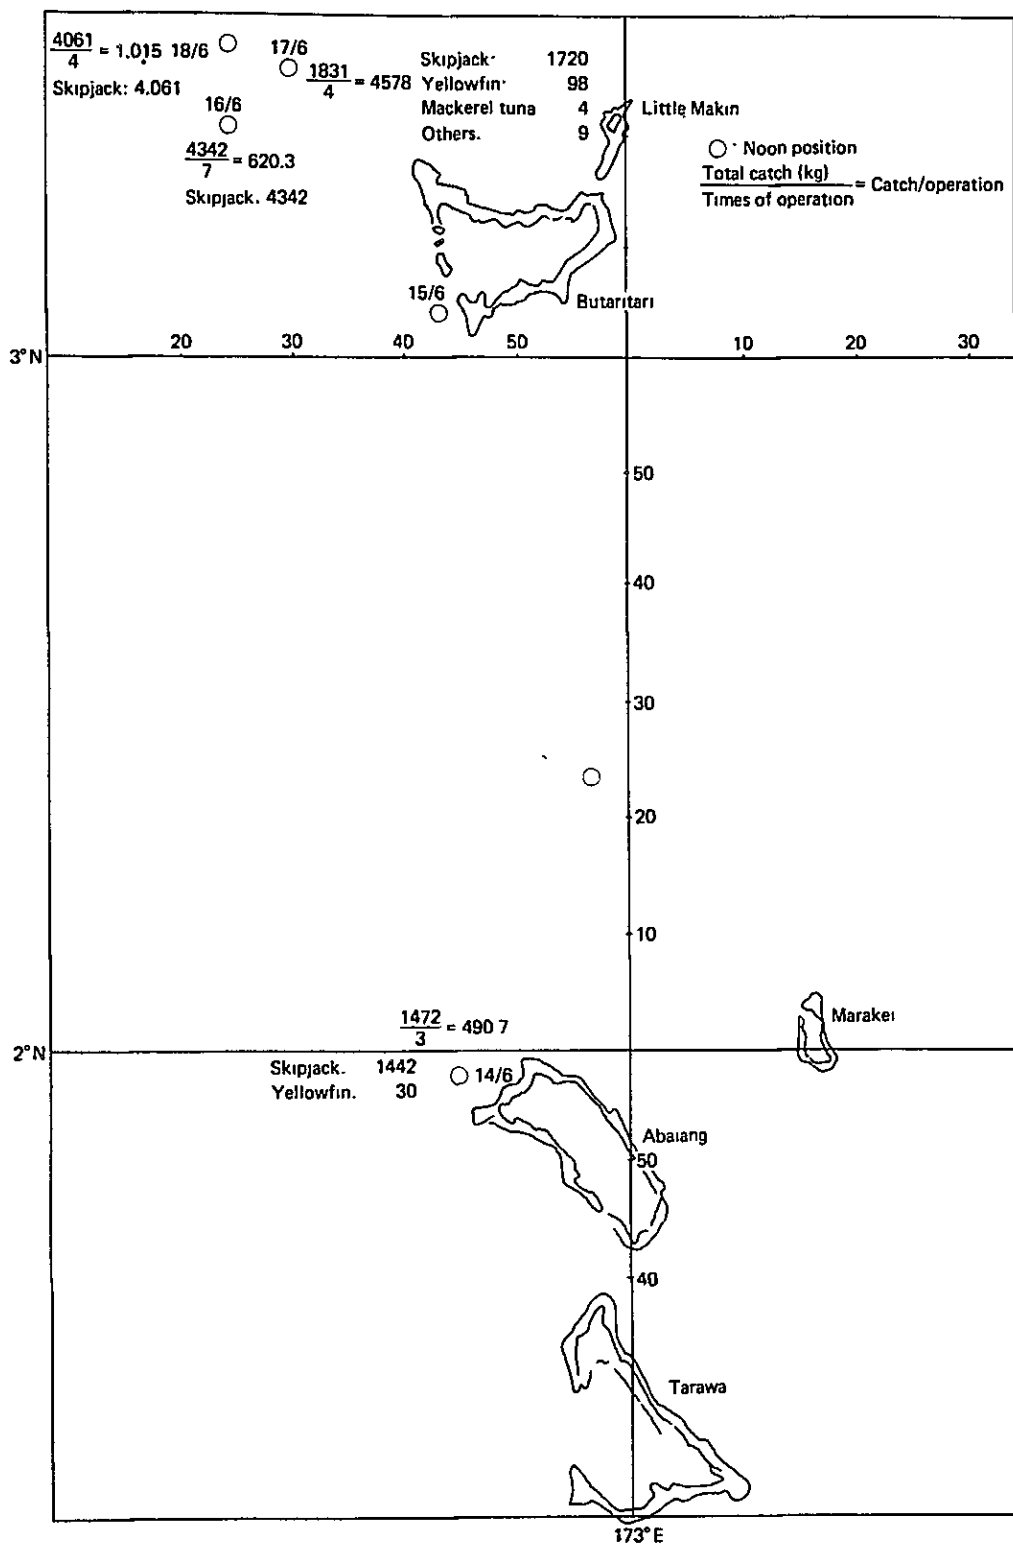 4061
4 = 1.015 18/6
Skipjack: 4.061
17/6
1831
4 = 4578
Skipjack· 1720
Yellowfin· 98
Mackerel tuna 4
Others. 9
16/6
4342
7 = 620.3
Skipjack. 4342
Little Makin
Noon position
Total catch (kg)
Times of operation = Catch/operation
15/6
Butaritari
3°N
20 30 40 50 10 20 30
50
40
30
20
10
1472
3 = 490 7
2°N
Skipjack. 1442
Yellowfin. 30
14/6
Marakei
Abaiang
50
40
Tarawa
173°E